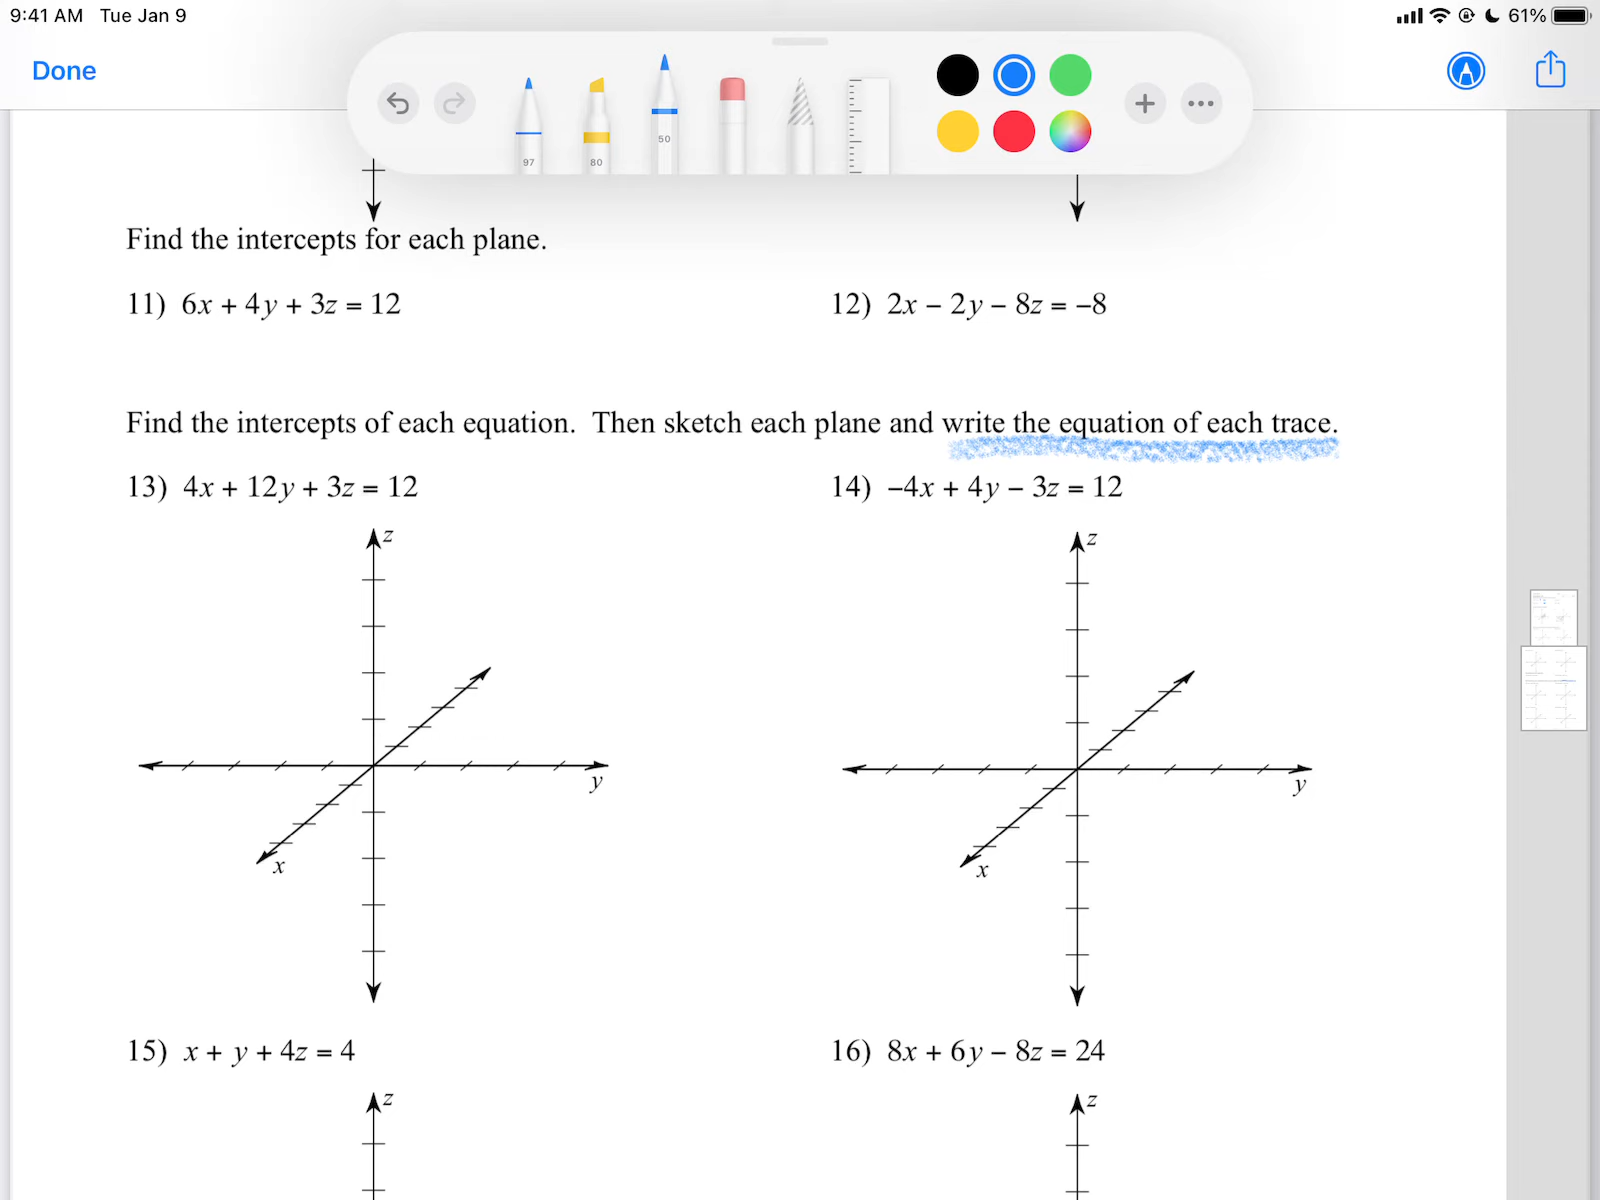 9:41 AM Tue Jan 9
61%
Done
97
80
50
Find the intercepts for each plane.
11) 6x + 4y + 3z = 12
12) 2x − 2y − 8z = −8
Find the intercepts of each equation. Then sketch each plane and write the equation of each trace.
13) 4x + 12y + 3z = 12
14) −4x + 4y − 3z = 12
z
y
x
z
y
x
15) x + y + 4z = 4
16) 8x + 6y − 8z = 24
z
z